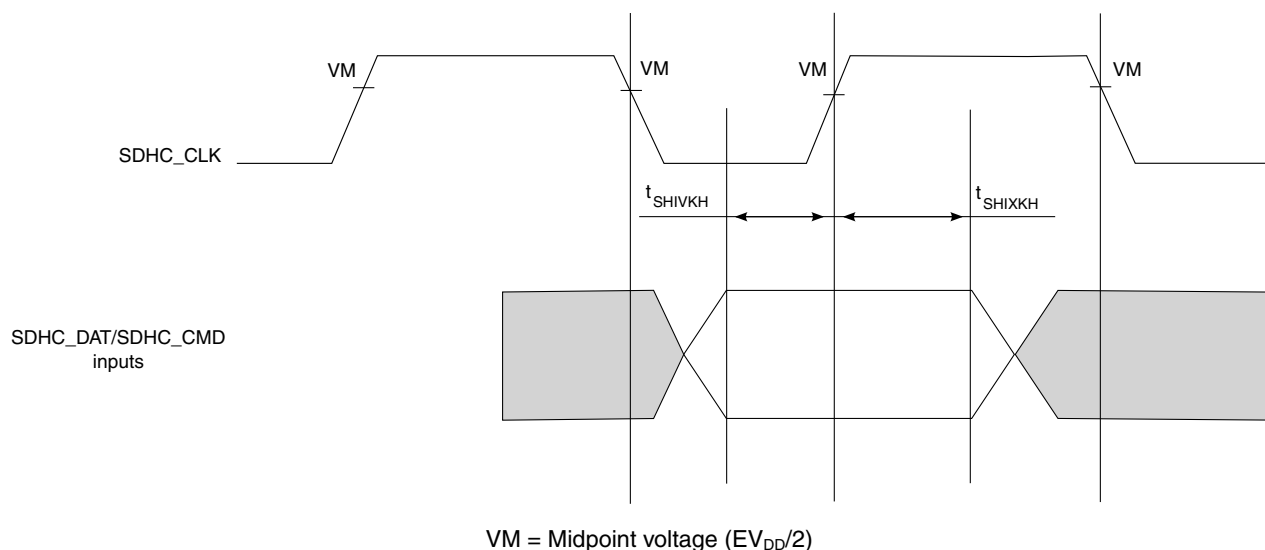 VM
VM
VM
VM
SDHC_CLK
tSHIVKH
tSHIXKH
SDHC_DAT/SDHC_CMD
inputs
VM = Midpoint voltage (EVDD/2)